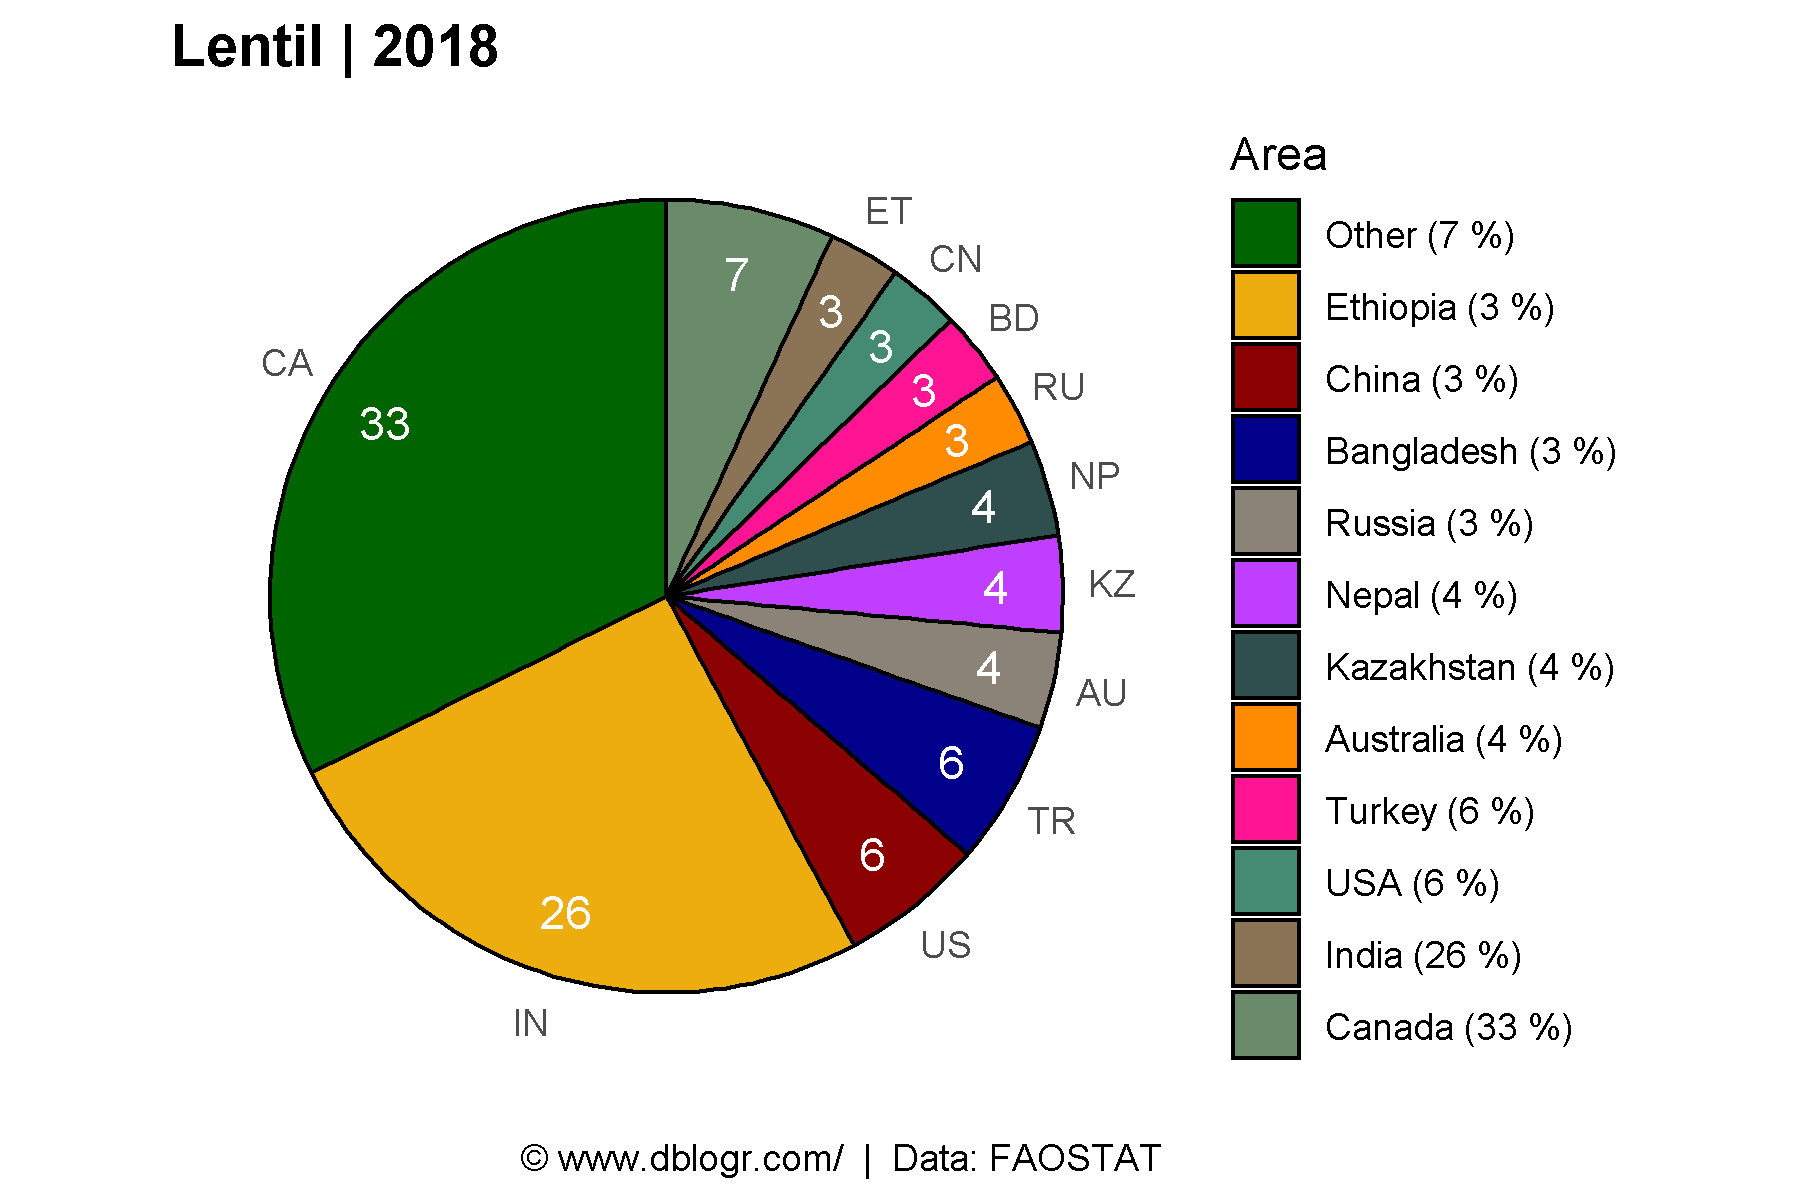 Lentil | 2018
ET
CN
BD
RU
NP
KZ
AU
TR
US
IN
CA
7
3
3
3
3
4
4
4
6
6
26
33
Area
Other (7 %)
Ethiopia (3 %)
China (3 %)
Bangladesh (3 %)
Russia (3 %)
Nepal (4 %)
Kazakhstan (4 %)
Australia (4 %)
Turkey (6 %)
USA (6 %)
India (26 %)
Canada (33 %)
© www.dblogr.com/ | Data: FAOSTAT